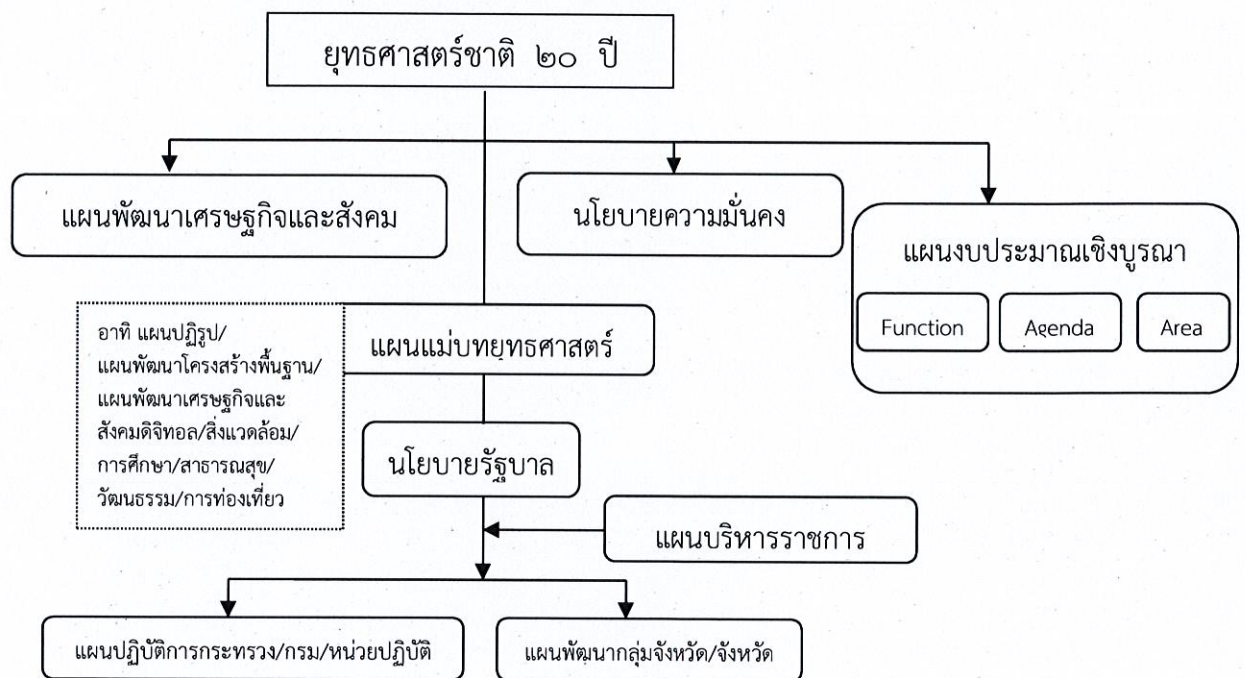 ยุทธศาสตร์ชาติ ๒๐ ปี
แผนพัฒนาเศรษฐกิจและสังคม
นโยบายความมั่นคง
แผนงบประมาณเชิงบูรณา
Function
Agenda
Area
อาทิ แผนปฏิรูป/
แผนพัฒนาโครงสร้างพื้นฐาน/
แผนพัฒนาเศรษฐกิจและ
สังคมดิจิทอล/สิ่งแวดล้อม/
การศึกษา/สาธารณสุข/
วัฒนธรรม/การท่องเที่ยว
แผนแม่บทยุทธศาสตร์
นโยบายรัฐบาล
แผนบริหารราชการ
แผนปฏิบัติการกระทรวง/กรม/หน่วยปฏิบัติ
แผนพัฒนากลุ่มจังหวัด/จังหวัด